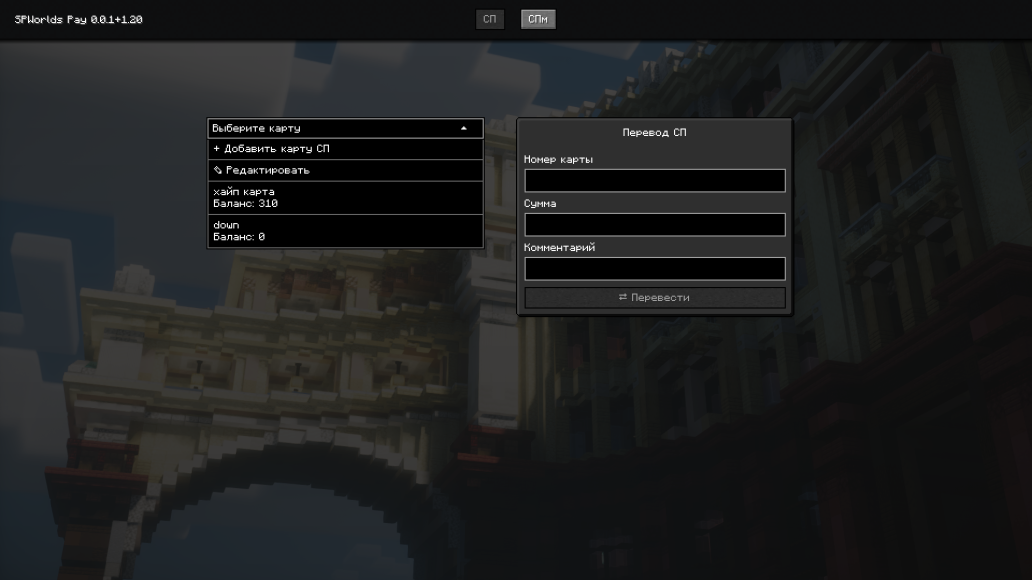 SPWorlds Pay 0.0.1+1.20
СП
СПм
Выберите карту
+ Добавить карту СП
✎ Редактировать
хайп карта
Баланс: 310
down
Баланс: 0
Перевод СП
Номер карты
Сумма
Комментарий
⇄ Перевести